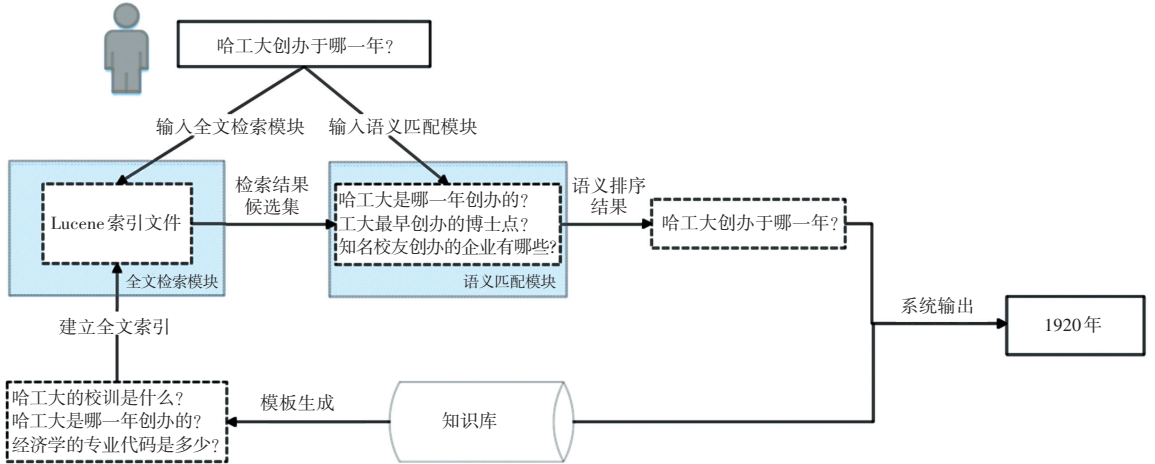 哈工大创办于哪一年?
输入全文检索模块
输入语义匹配模块
Lucene索引文件
全文检索模块
检索结果
候选集
哈工大是哪一年创办的?
工大最早创办的博士点?
知名校友创办的企业有哪些?
语义匹配模块
语义排序
结果
哈工大创办于哪一年?
系统输出
1920年
建立全文索引
哈工大的校训是什么?
哈工大是哪一年创办的?
经济学的专业代码是多少?
模板生成
知识库